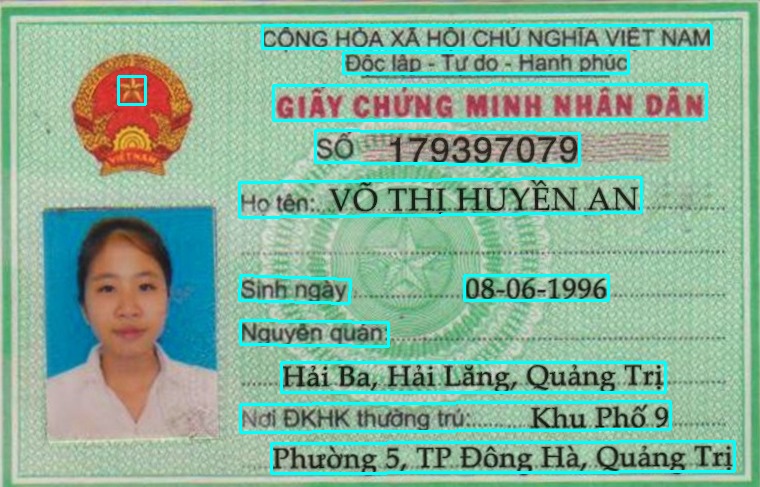 CỘNG HÒA XÃ HỘI CHỦ NGHĨA VIỆT NAM
Độc lập - Tự do - Hạnh phúc
GIẤY CHỨNG MINH NHÂN DÂN
SỐ 179397079
VIỆT NAM
Họ tên: VÕ THỊ HUYỀN AN
Sinh ngày 08-06-1996
Nguyên quán:
Hải Ba, Hải Lăng, Quảng Trị
Nơi ĐKHK thường trú: Khu Phố 9
Phường 5, TP Đông Hà, Quảng Trị